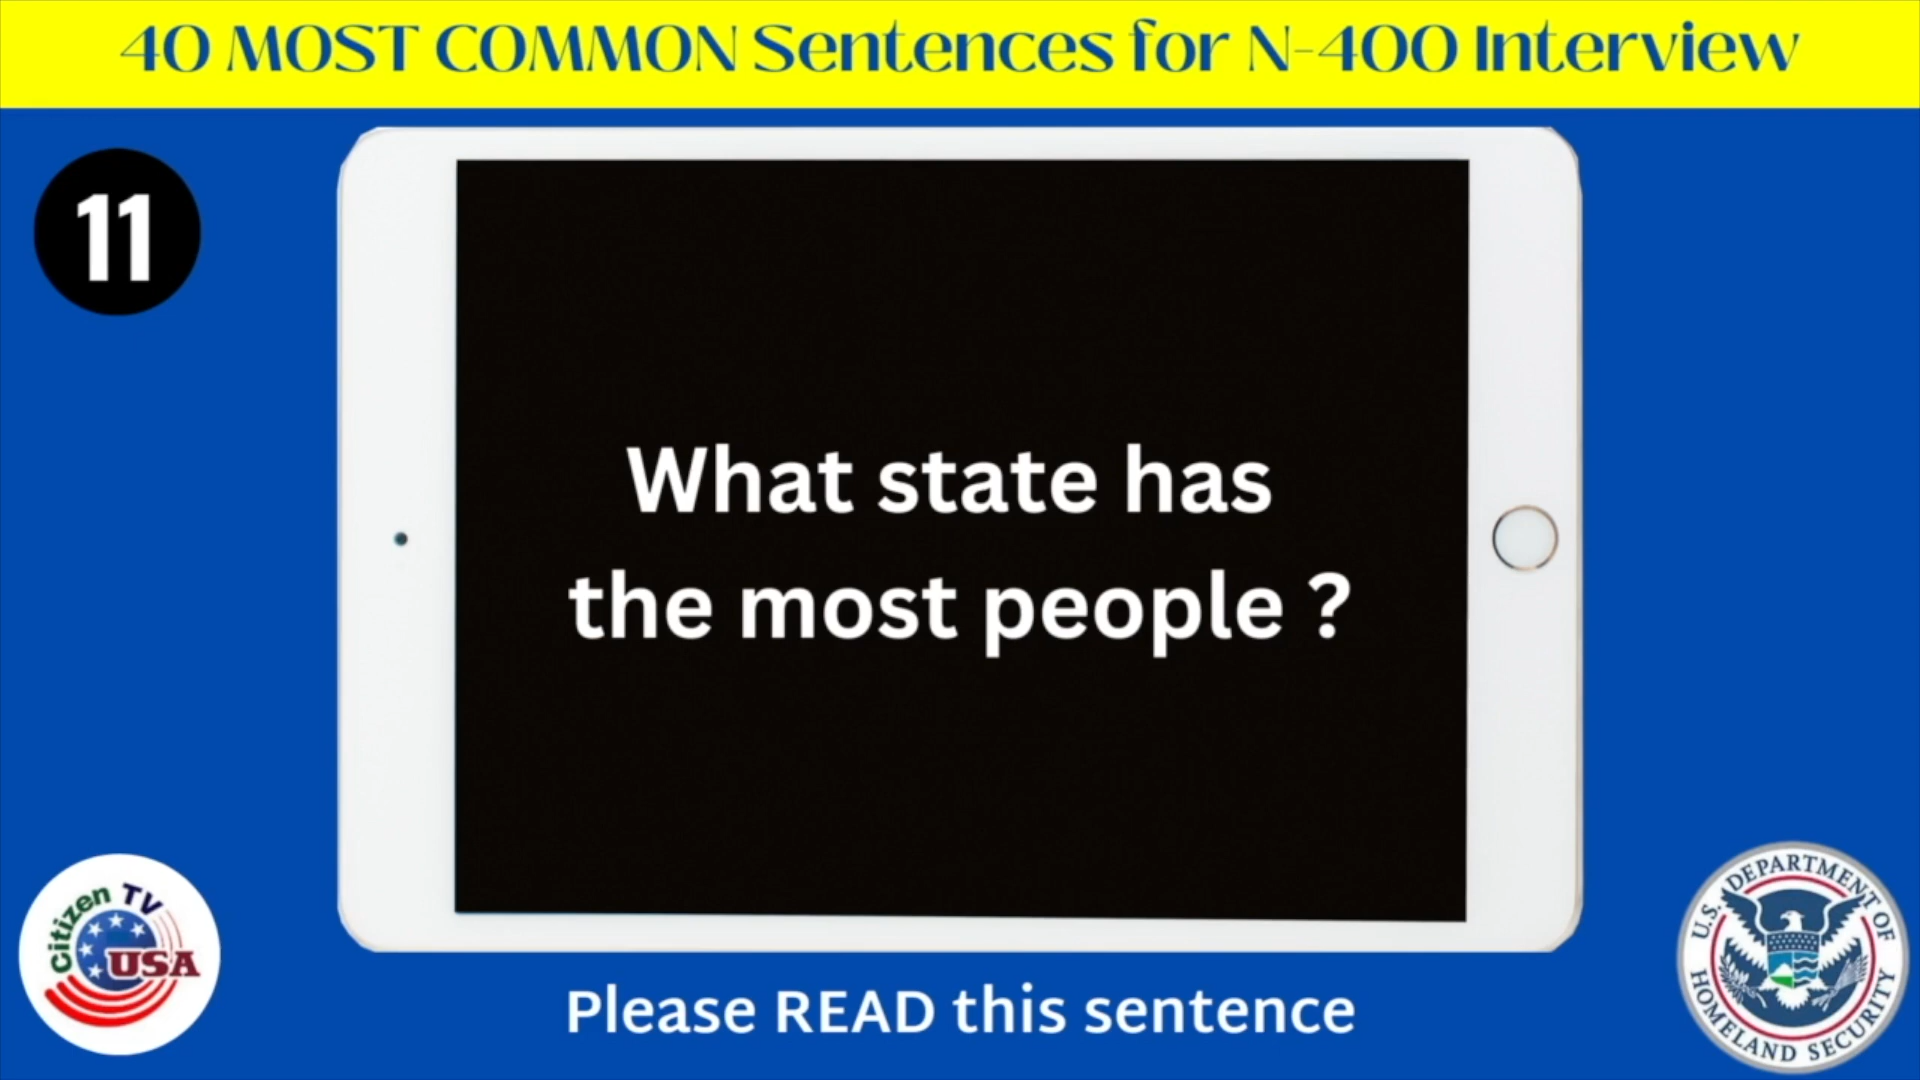 40 MOST COMMON Sentences for N-400 Interview
11
What state has
the most people ?
Citizen TV
USA
U.S. DEPARTMENT OF
HOMELAND SECURITY
Please READ this sentence